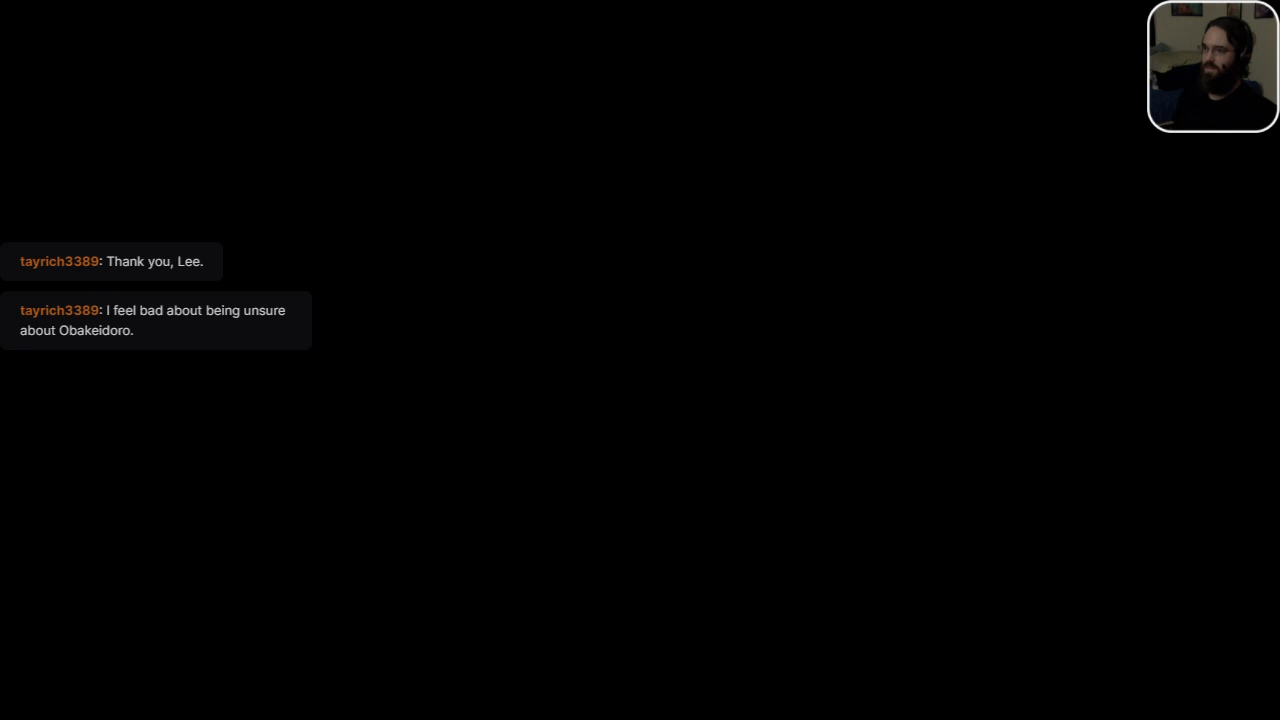 tayrich3389: Thank you, Lee.
tayrich3389: I feel bad about being unsure
about Obakeidoro.